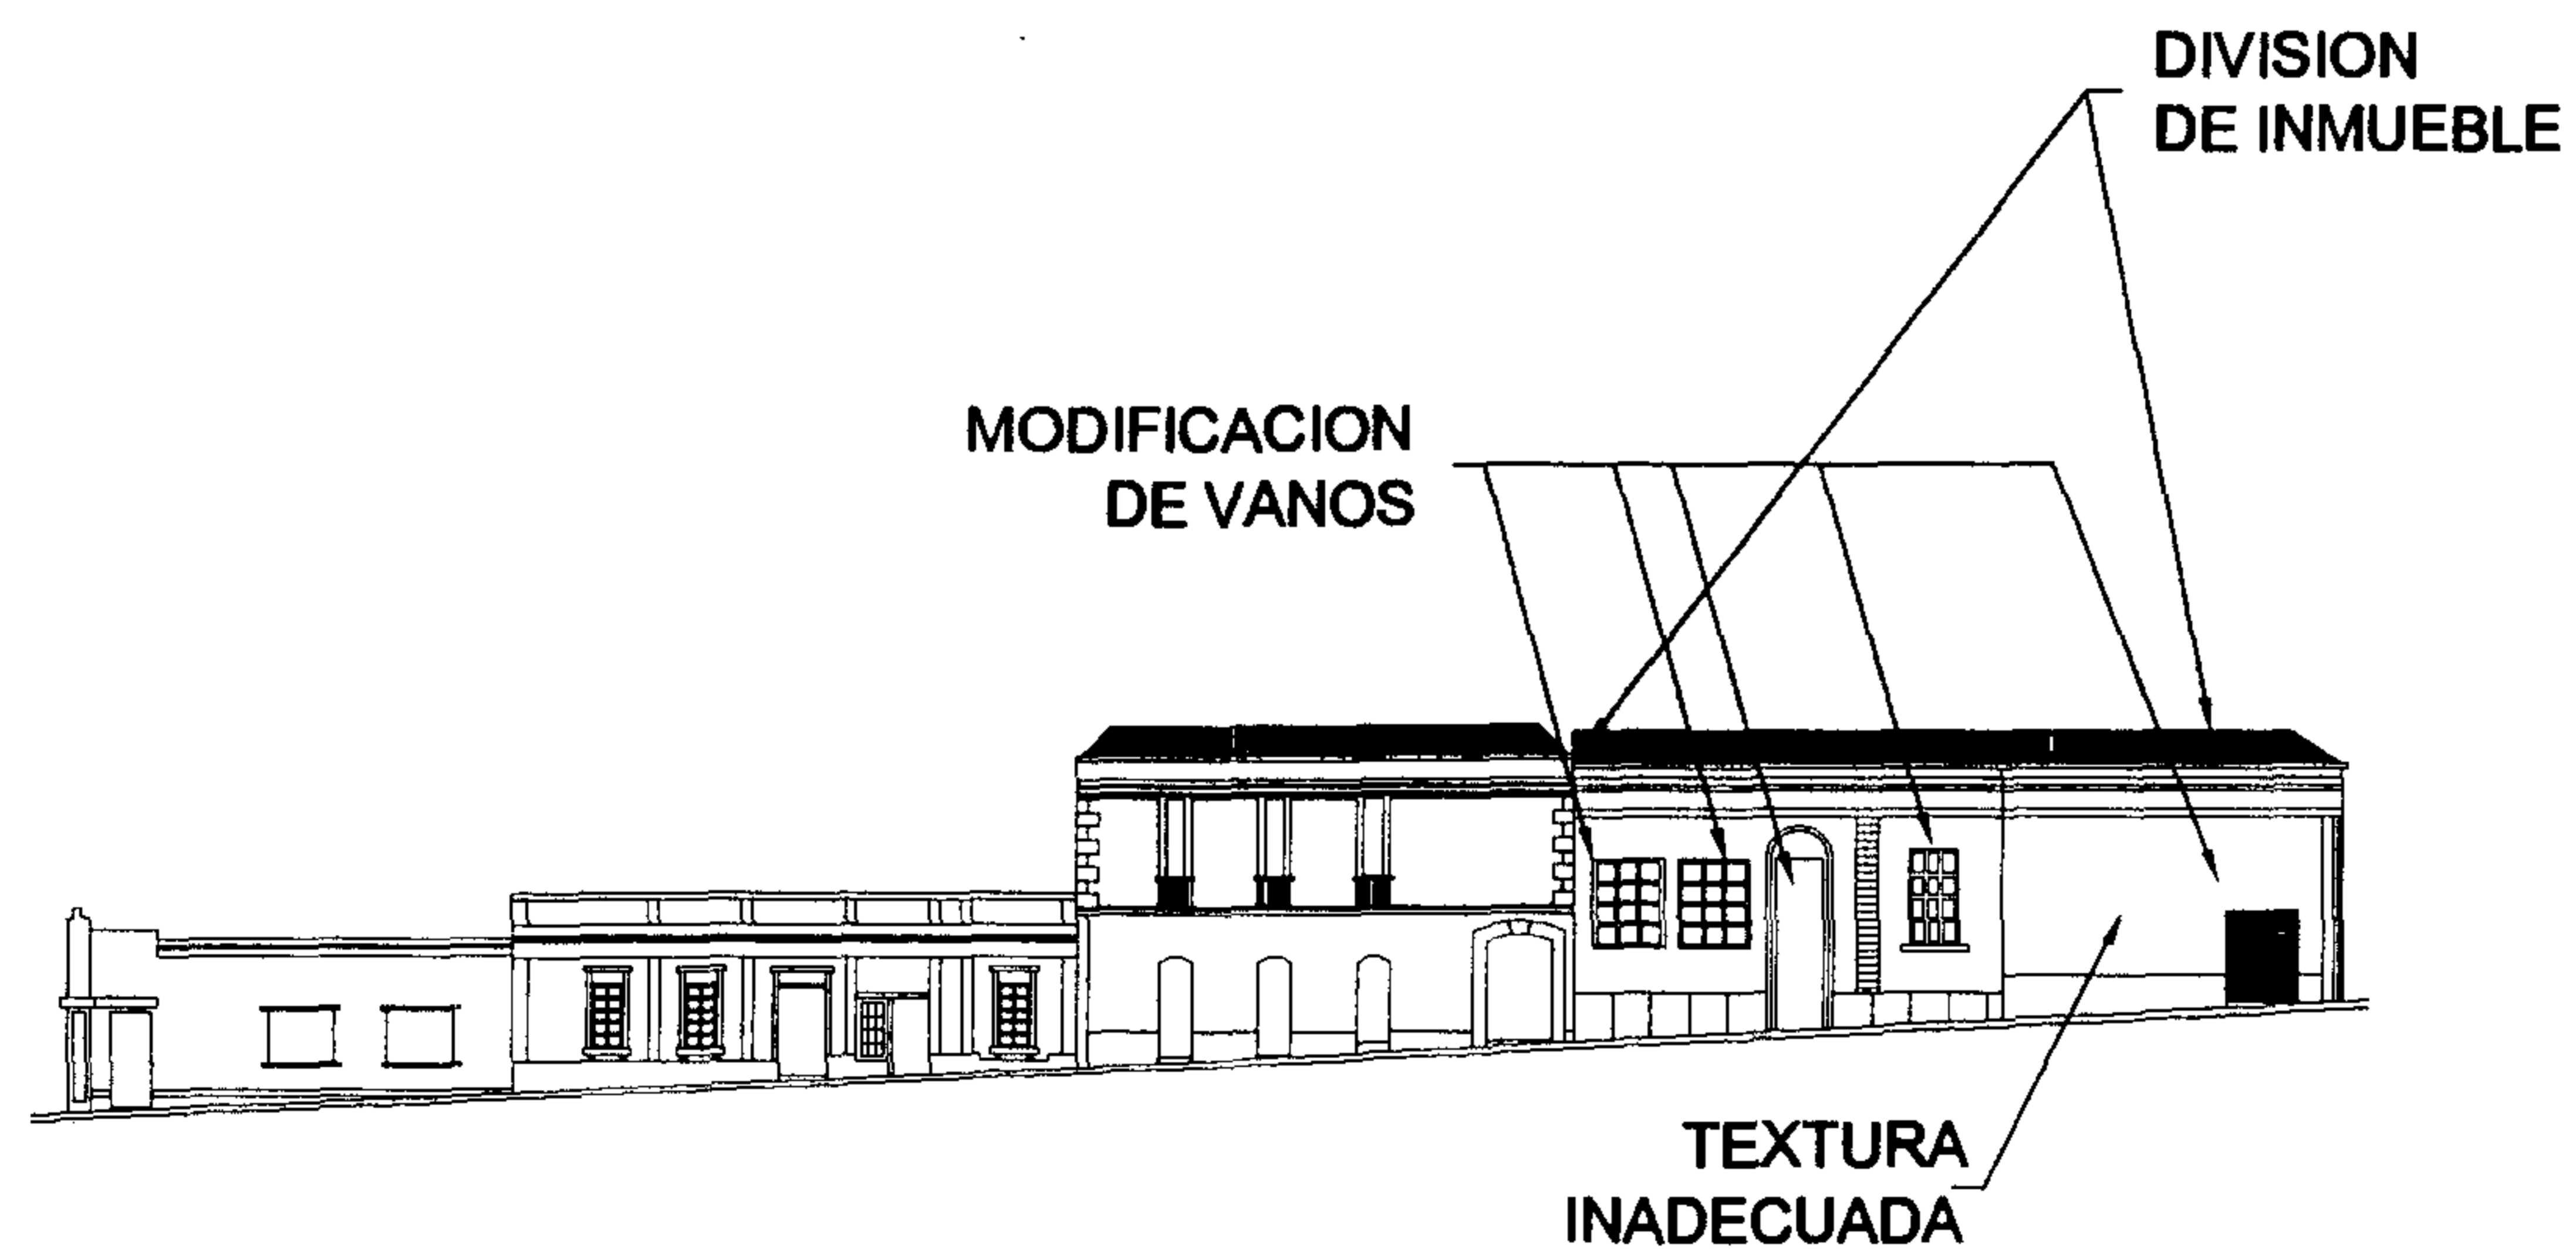 DIVISION
DE INMUEBLE
MODIFICACION
DE VANOS
TEXTURA
INADECUADA